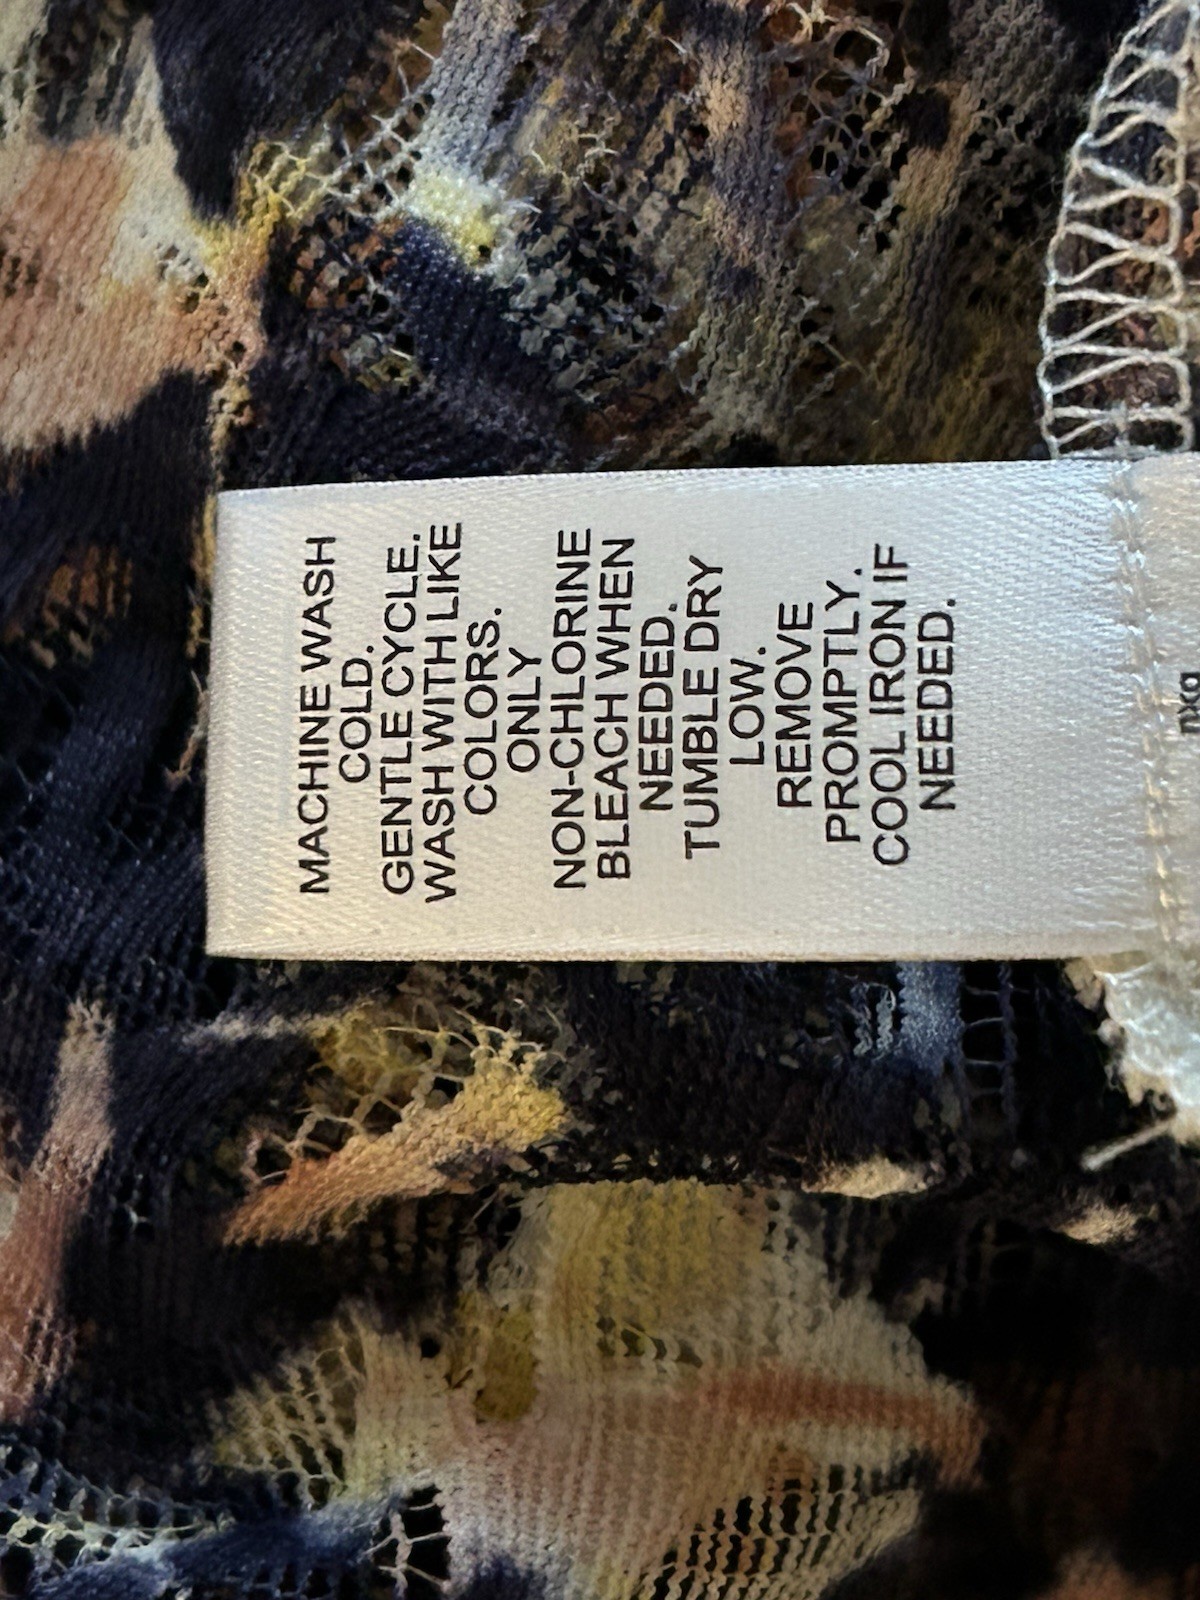 MACHINE WASH
COLD.
GENTLE CYCLE.
WASH WITH LIKE
COLORS.
ONLY
NON-CHLORINE
BLEACH WHEN
NEEDED.
TUMBLE DRY
LOW.
REMOVE
PROMPTLY.
COOL IRON IF
NEEDED.